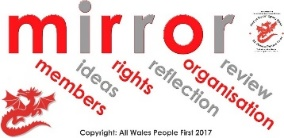 mirror
members
ideas
rights
reflection
organisation
review
Copyright: All Wales People First 2017